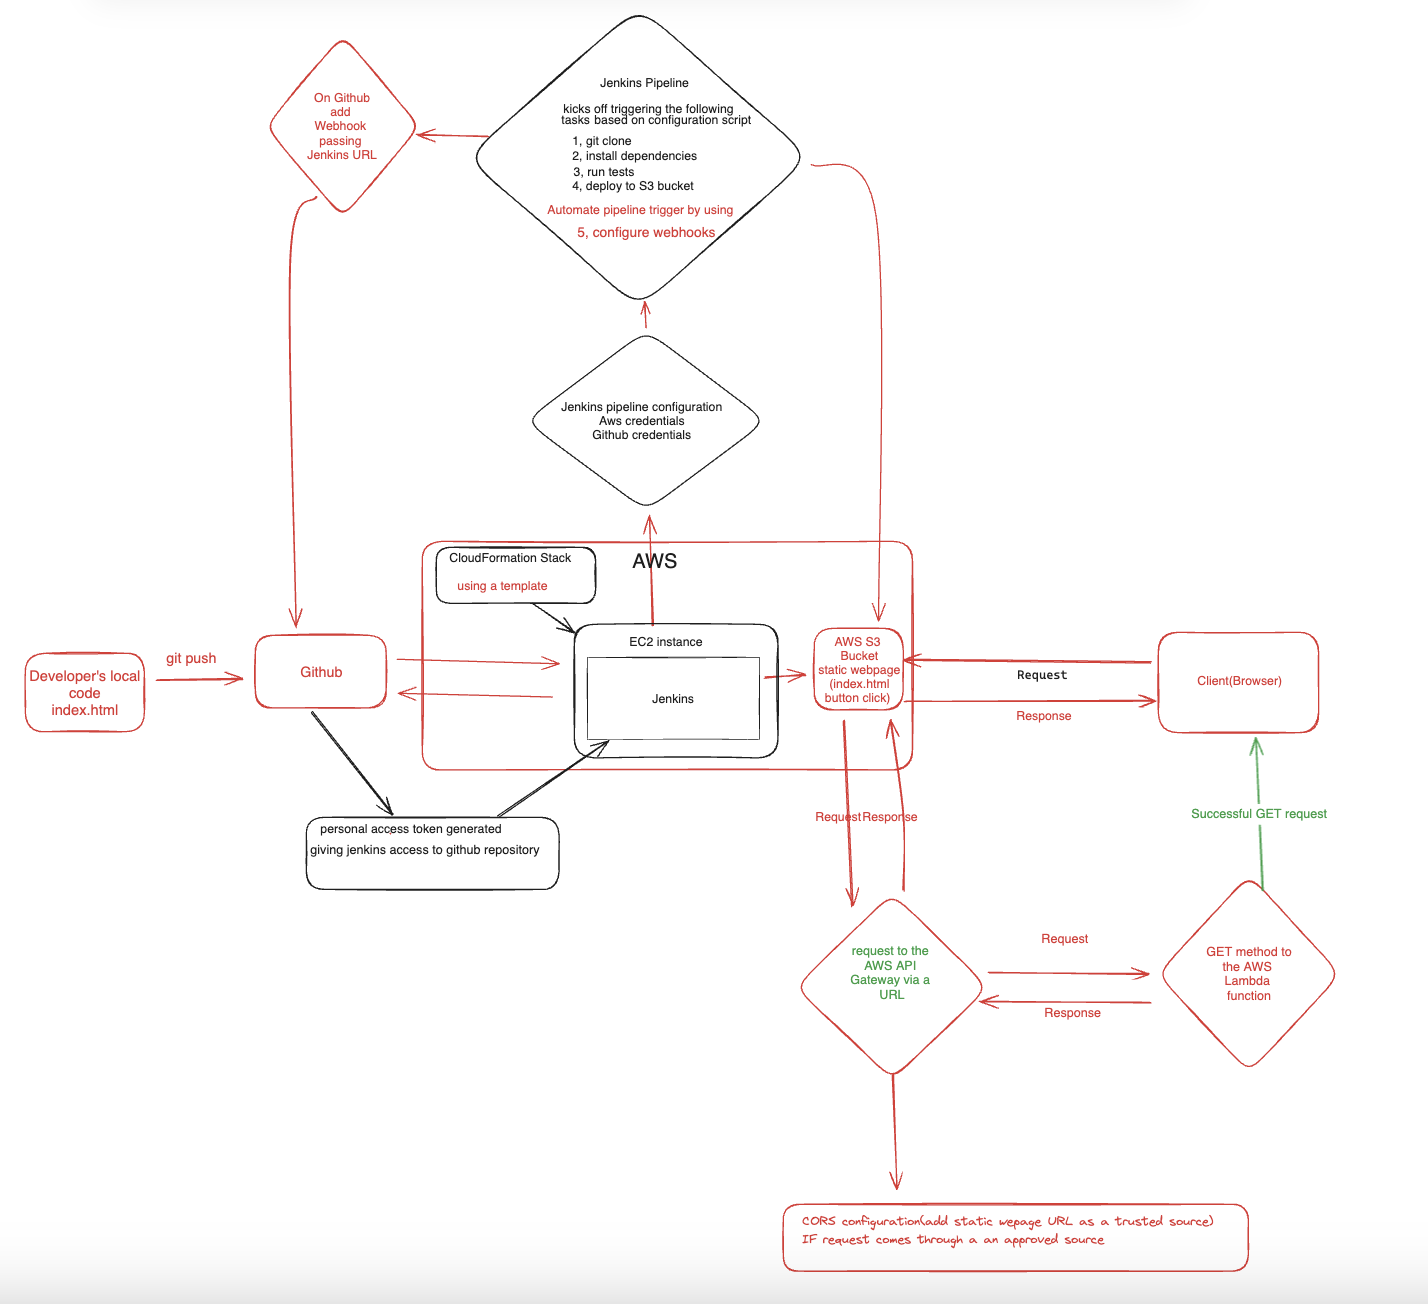 Jenkins Pipeline
kicks off triggering the following
tasks based on configuration script
1, git clone
2, install dependencies
3, run tests
4, deploy to S3 bucket
Automate pipeline trigger by using
5, configure webhooks
On Github
add
Webhook
passing
Jenkins URL
Jenkins pipeline configuration
Aws credentials
Github credentials
AWS
CloudFormation Stack
using a template
EC2 instance
Jenkins
AWS S3
Bucket
static webpage
(index.html
button click)
Developer's local
code
index.html
git push
Github
Request
Response
Client(Browser)
personal access token generated
giving jenkins access to github repository
Request
Response
Successful GET request
request to the
AWS API
Gateway via a
URL
Request
Response
GET method to
the AWS
Lambda
function
CORS configuration(add static wepage URL as a trusted source)
IF request comes through a an approved source